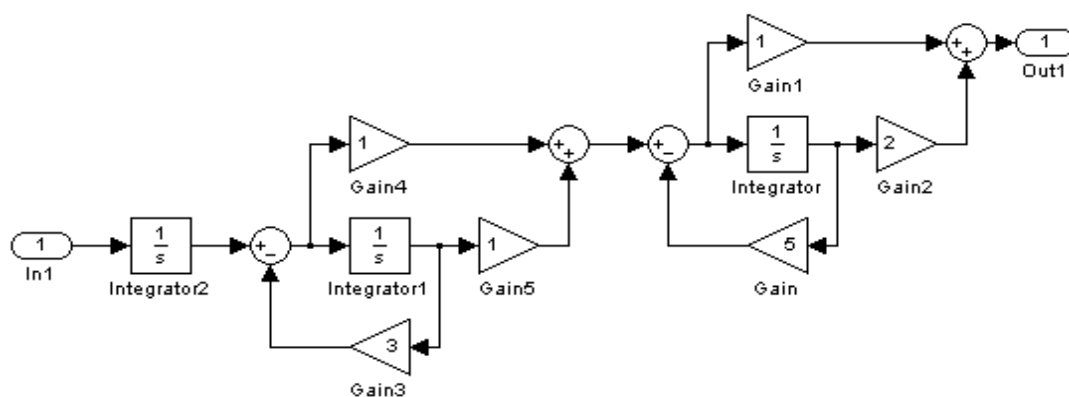 1
+
+
1
Out1
Gain1
1
+
+
+
−
1
s
2
Gain4
Integrator
Gain2
1
1
s
+
−
1
s
1
5
In1
Integrator2
Integrator1
Gain5
Gain
3
Gain3